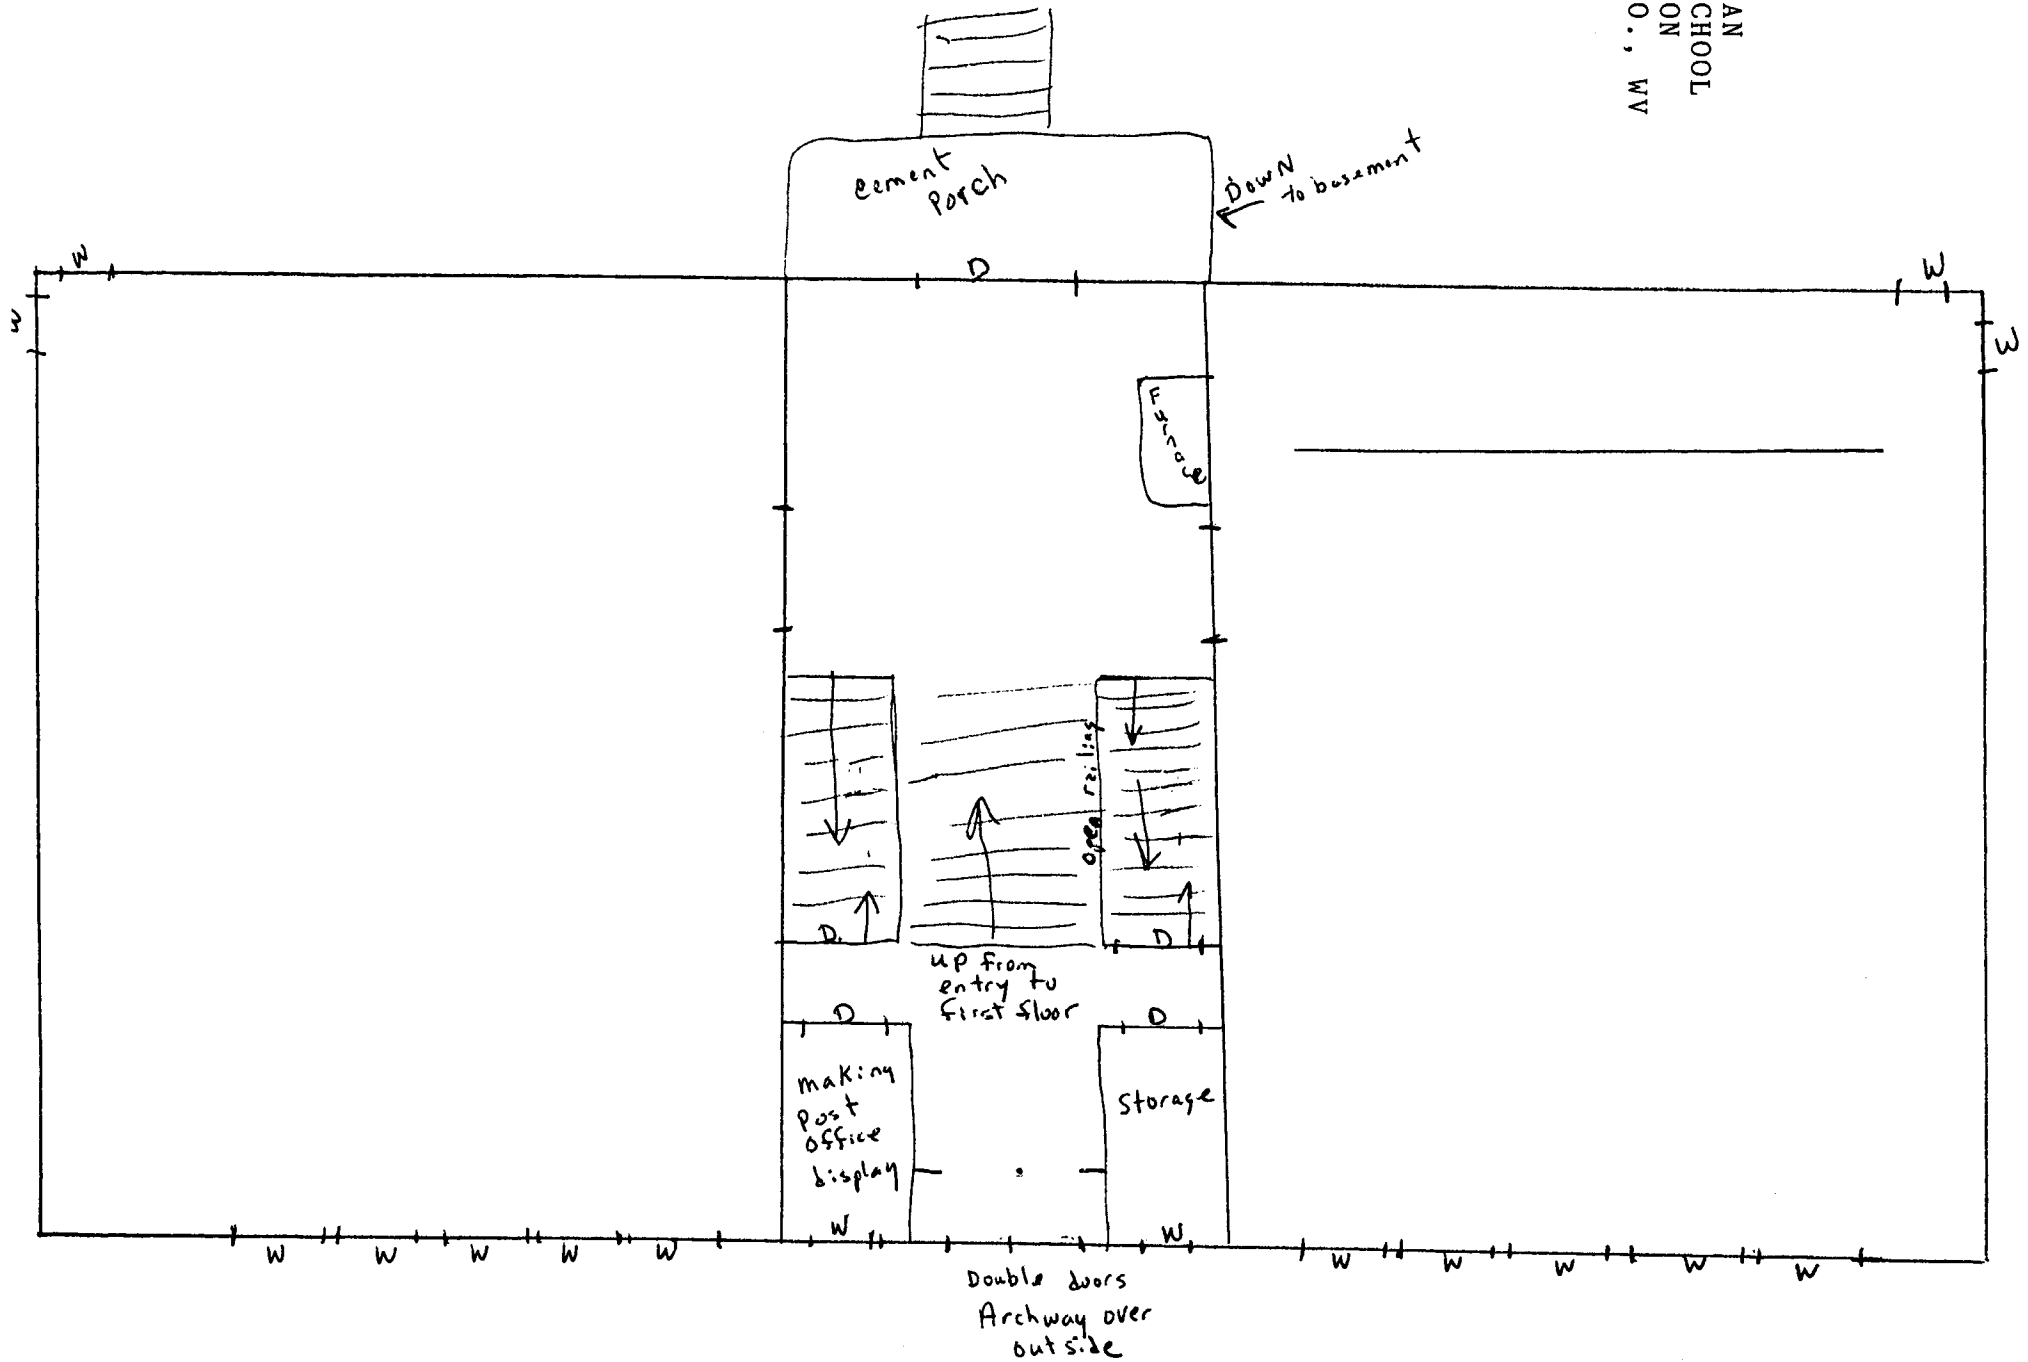 AN
CHOOL
ON
O., WV
cement
Porch
DOWN
to basement
W
D
W
W
W
Furnace
open railing
D.
D
up from
entry to
first floor
D
D
making
Post
office
display
Storage
W
W
W
W
W
W
W
W
W
W
W
W
Double doors
Archway over
outside